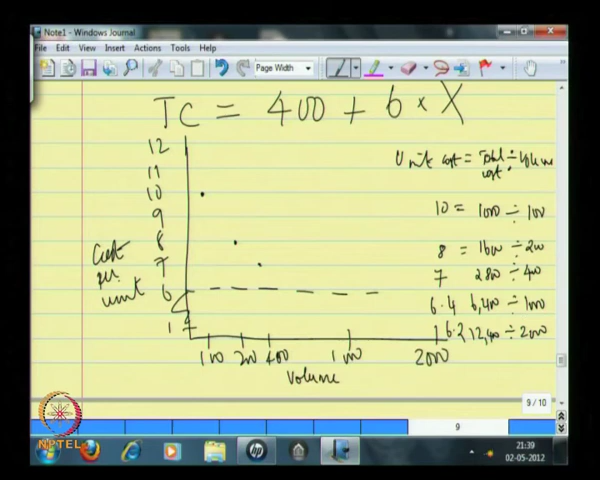 Note1 - Windows Journal
File Edit View Insert Actions Tools Help
Page Width
TC = 400 + 6 * X
Unit cost = Total cost ÷ Volume
12
11
10
9
8
7
6
1
Cost
per
unit
10 = 1000 ÷ 100
8 = 1600 ÷ 200
7 2800 ÷ 400
6.4 6,400 ÷ 1000
6.2 12,400 ÷ 2000
100 200 400 1000 2000
Volume
9 / 10
9
NPTEL
hp
21:39
02-05-2012